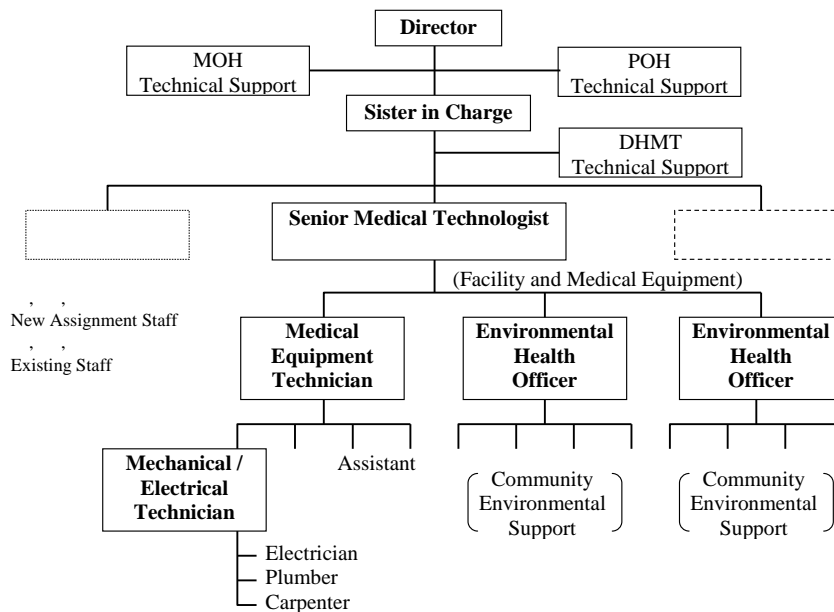 Director
MOH
Technical Support
POH
Technical Support
Sister in Charge
DHMT
Technical Support
Senior Medical Technologist
(Facility and Medical Equipment)
, ,
New Assignment Staff
, ,
Existing Staff
Medical
Equipment
Technician
Environmental
Health
Officer
Environmental
Health
Officer
Mechanical /
Electrical
Technician
Assistant
Community
Environmental
Support
Community
Environmental
Support
Electrician
Plumber
Carpenter